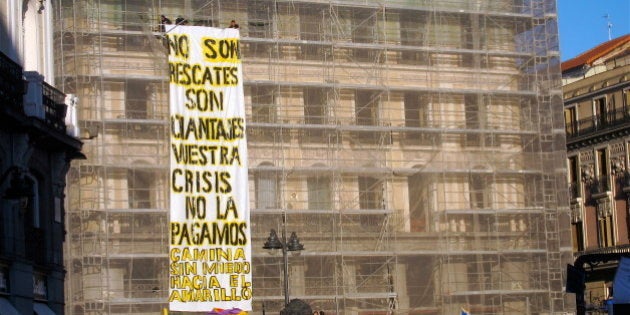 NO SON
RESCATES
SON
CHANTAJES
VUESTRA
CRISIS
NO LA
PAGAMOS
CAMINA
SIN MIEDO
HACIA EL
AMARILLO